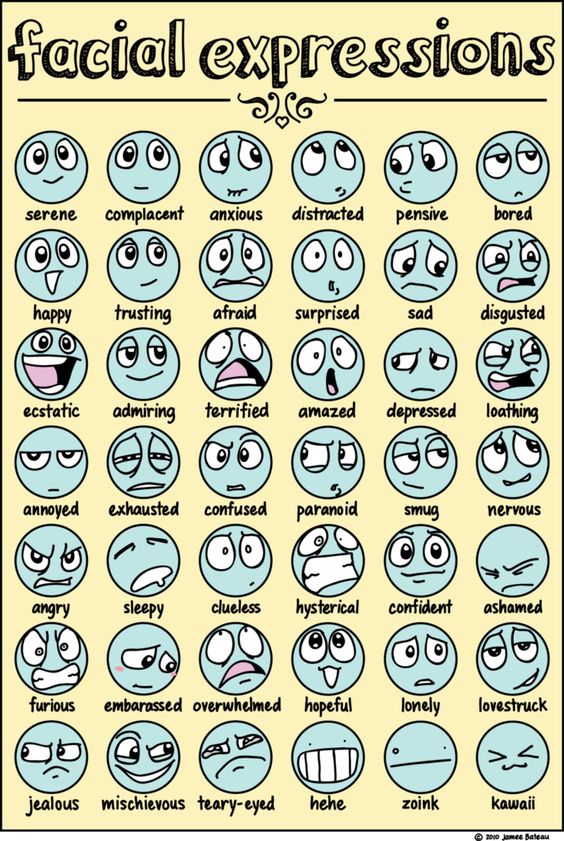 facial expressions
serene complacent anxious distracted pensive bored
happy trusting afraid surprised sad disgusted
ecstatic admiring terrified amazed depressed loathing
annoyed exhausted confused paranoid smug nervous
angry sleepy clueless hysterical confident ashamed
furious embarassed overwhelmed hopeful lonely lovestruck
jealous mischievous teary-eyed hehe zoink kawaii
© 2010 Jamee Bateau